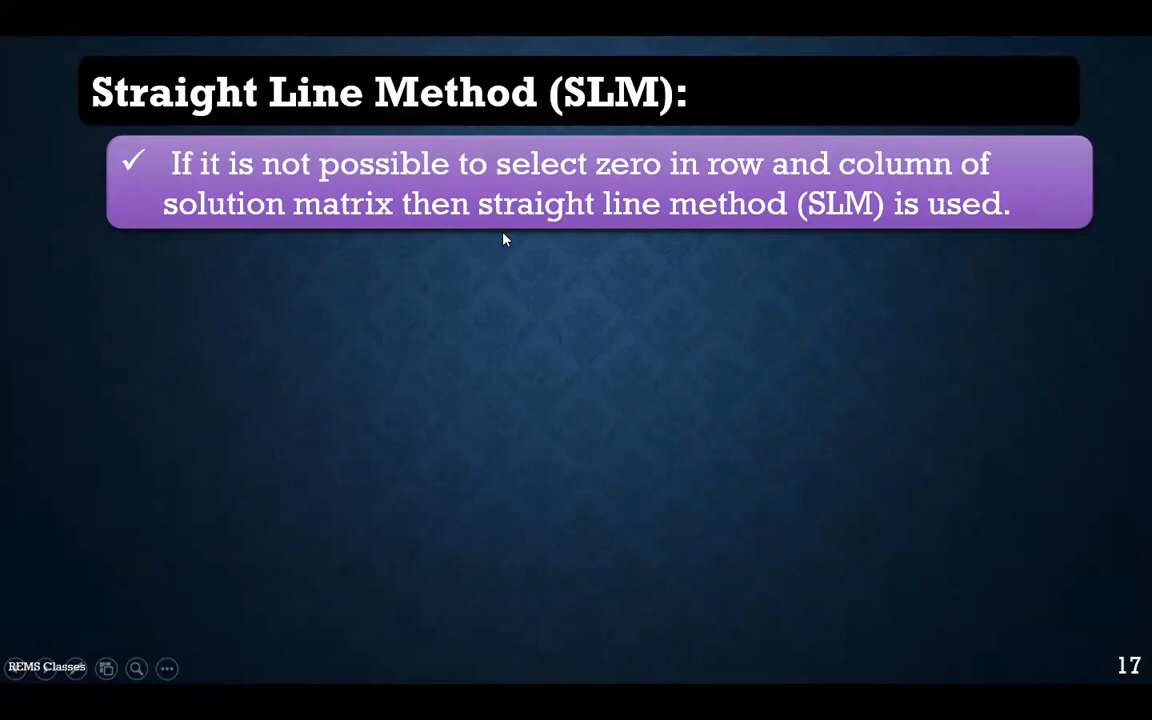 Straight Line Method (SLM):
✓ If it is not possible to select zero in row and column of
solution matrix then straight line method (SLM) is used.
REMS Classes
17